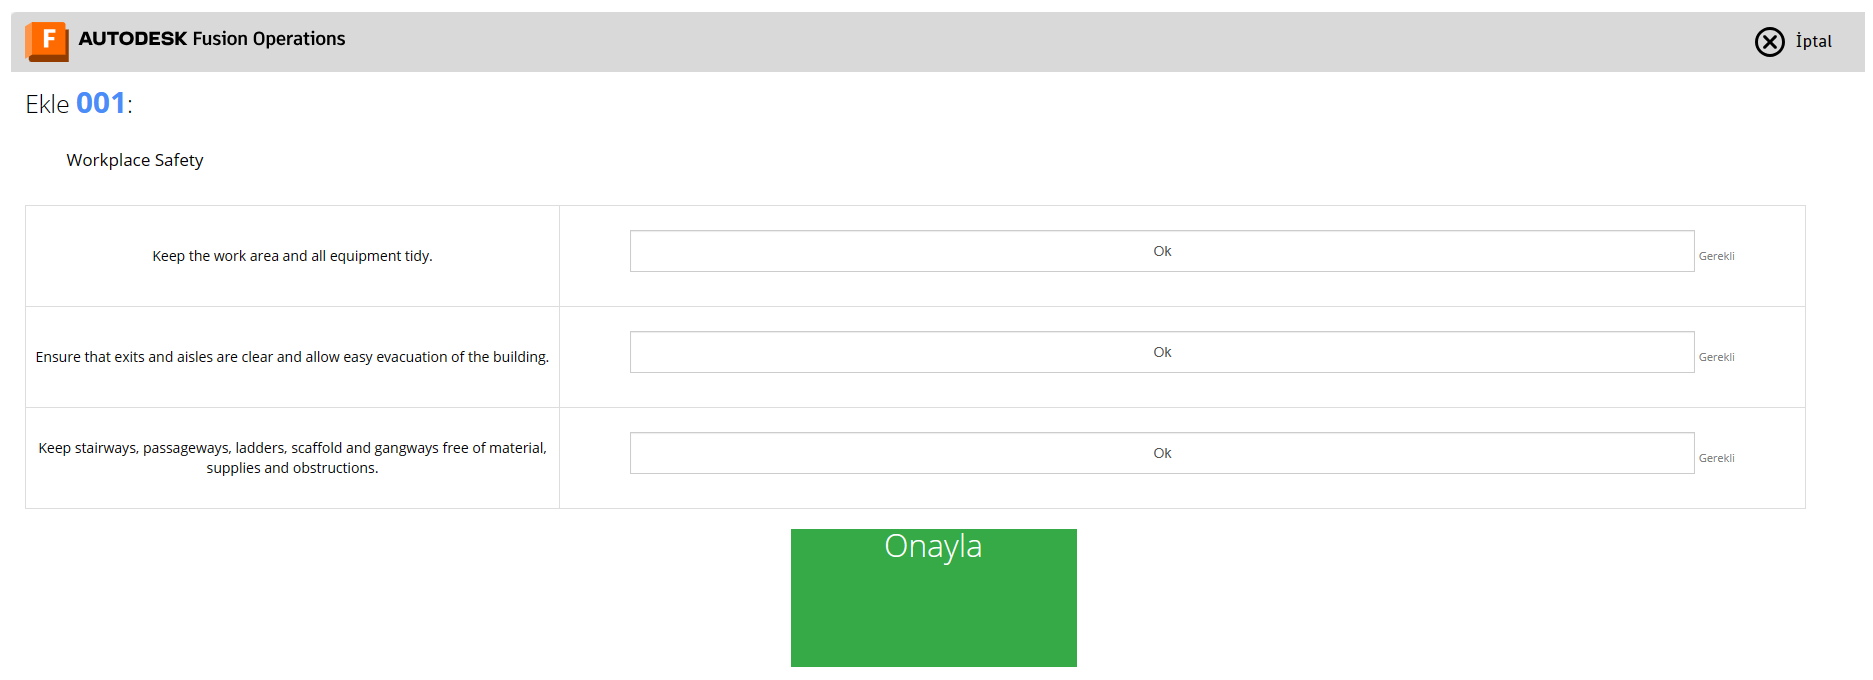 F AUTODESK Fusion Operations
İptal
Ekle 001:
Workplace Safety
Keep the work area and all equipment tidy.
Ok
Gerekli
Ensure that exits and aisles are clear and allow easy evacuation of the building.
Ok
Gerekli
Keep stairways, passageways, ladders, scaffold and gangways free of material,
supplies and obstructions.
Ok
Gerekli
Onayla